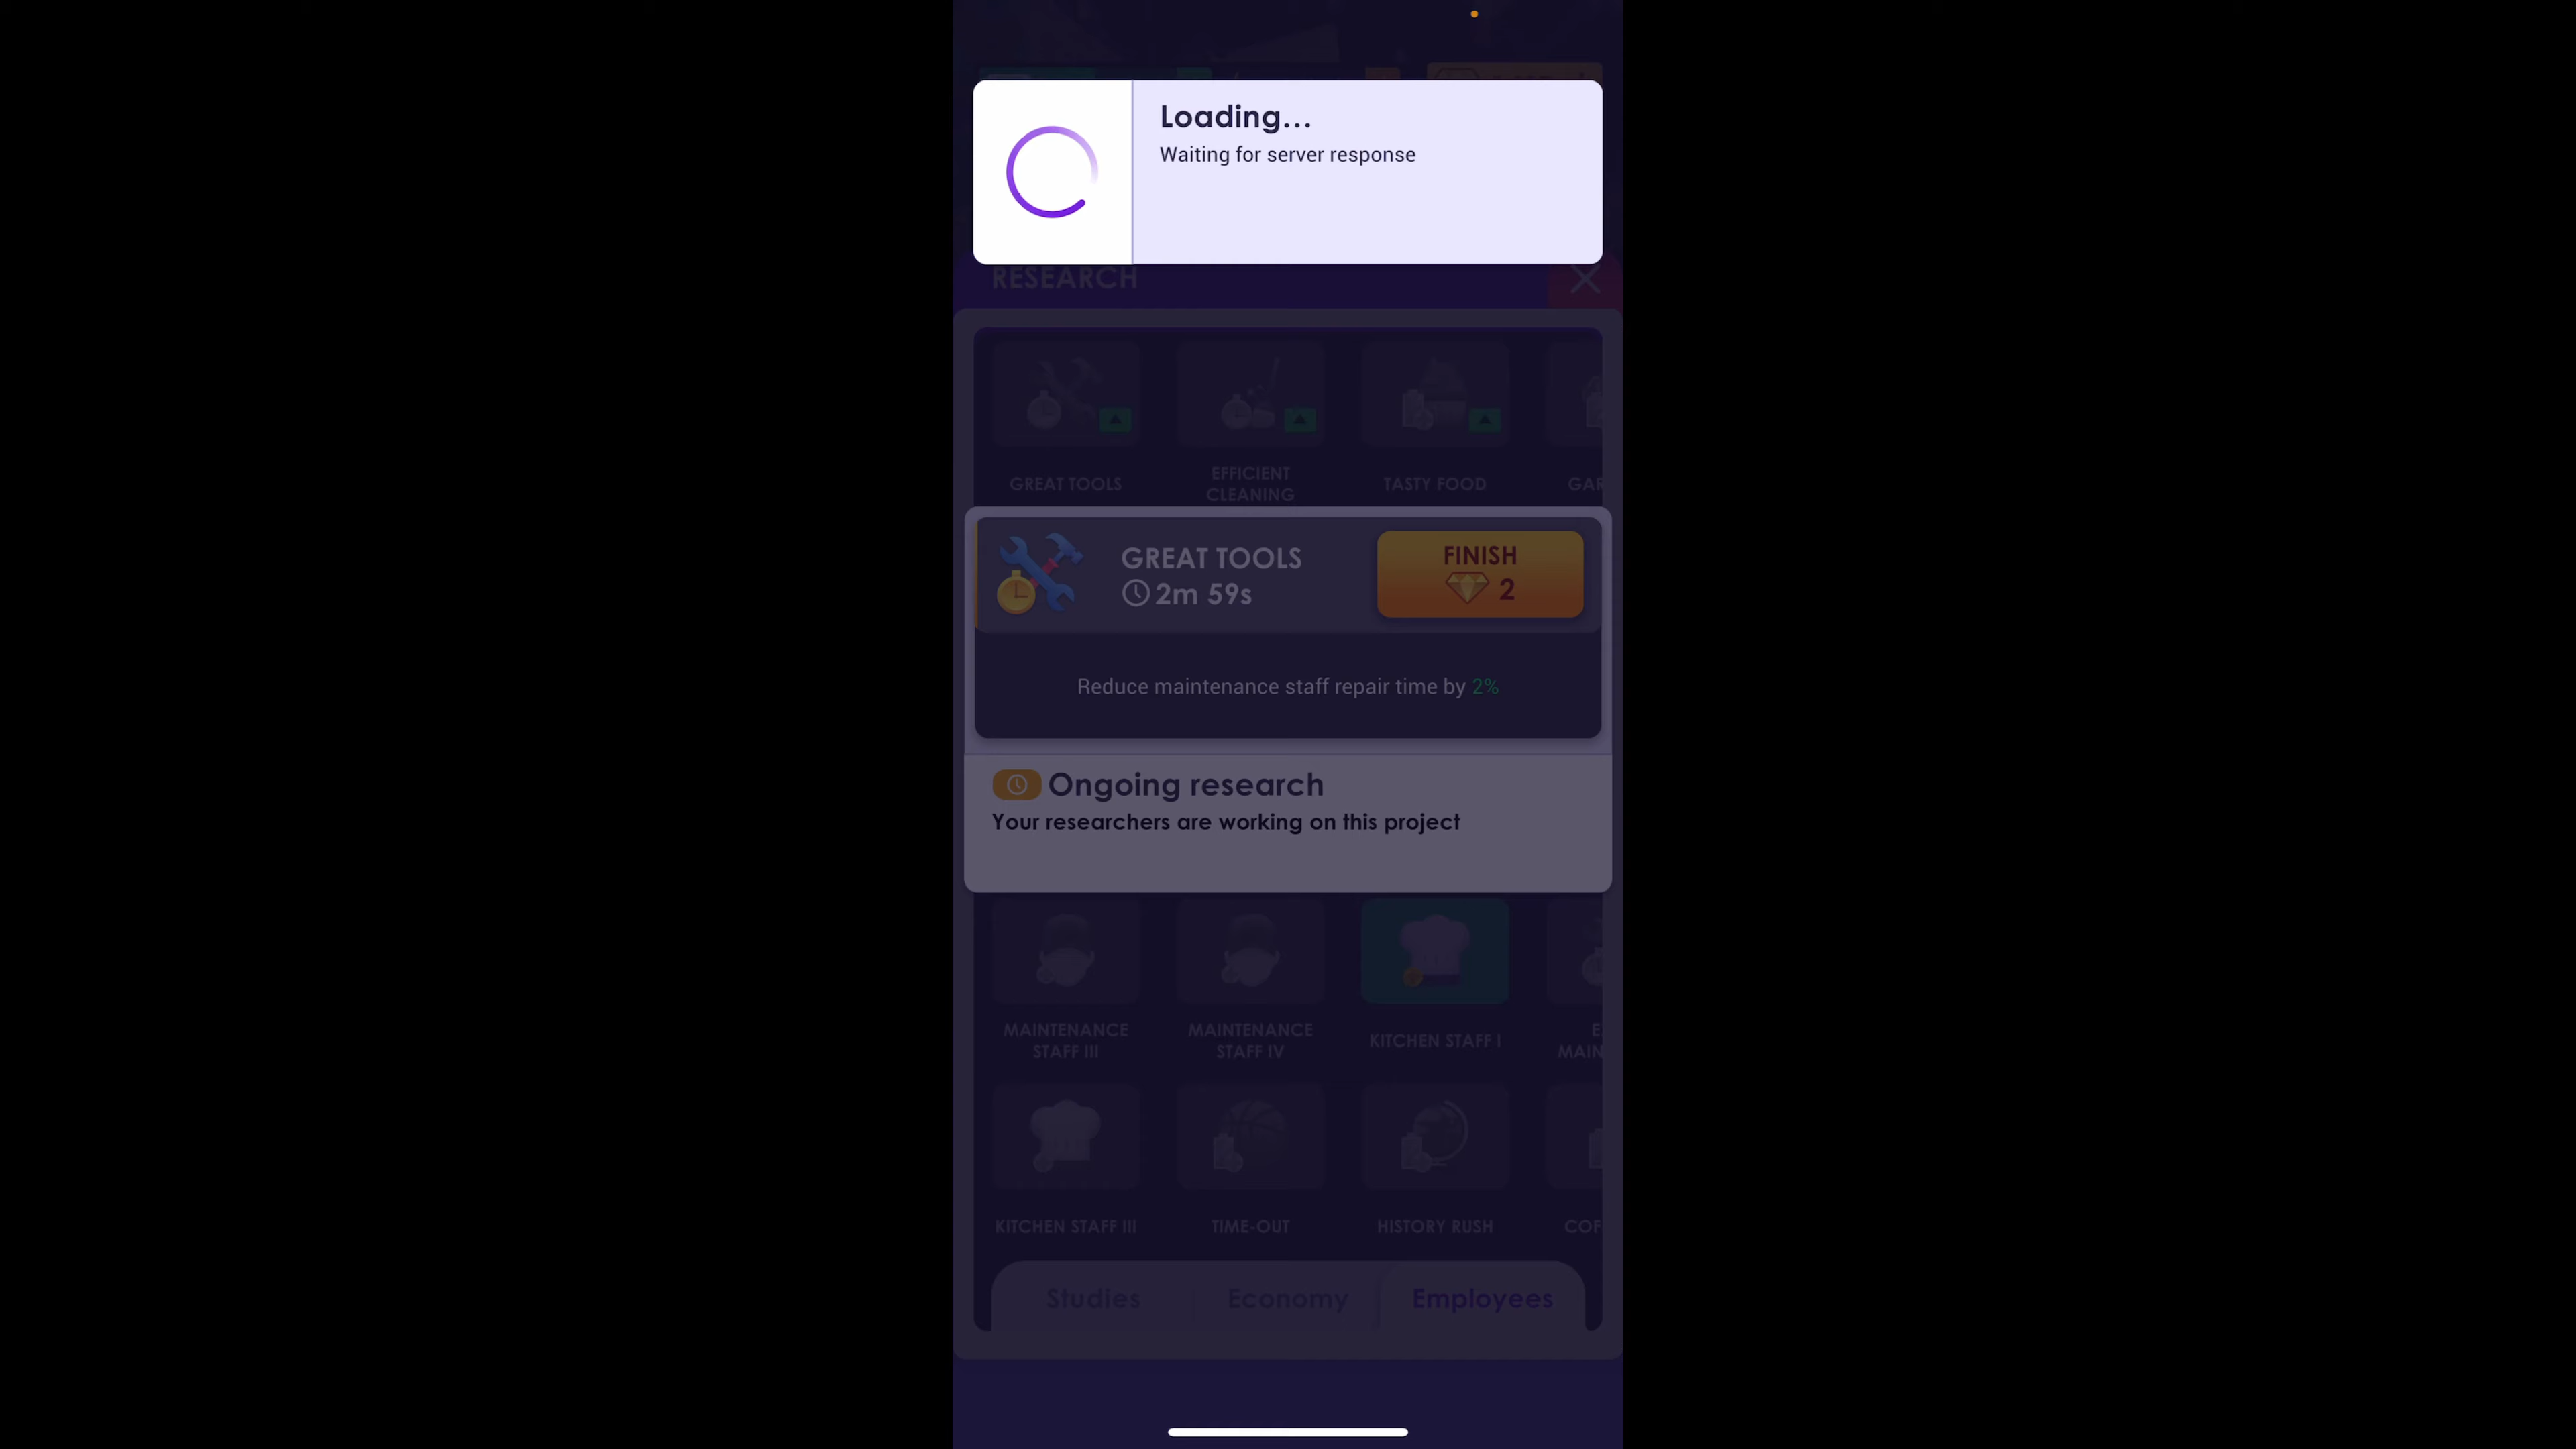 Loading...
Waiting for server response
RESEARCH
GREAT TOOLS
EFFICIENT
CLEANING
TASTY FOOD
GAR
GREAT TOOLS
2m 59s
FINISH
2
Reduce maintenance staff repair time by 2%
Ongoing research
Your researchers are working on this project
MAINTENANCE
STAFF III
MAINTENANCE
STAFF IV
KITCHEN STAFF I
E
MAIN
KITCHEN STAFF III
TIME-OUT
HISTORY RUSH
COF
Studies
Economy
Employees